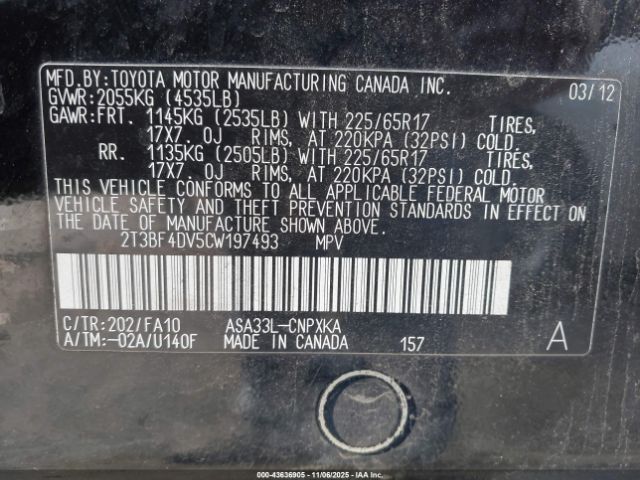 MFD.BY:TOYOTA MOTOR MANUFACTURING CANADA INC. 03/12
GVWR:2055KG (4535LB)
GAWR:FRT. 1145KG (2535LB) WITH 225/65R17 TIRES,
17X7.0J RIMS, AT 220KPA (32PSI) COLD.
RR. 1135KG (2505LB) WITH 225/65R17 TIRES,
17X7.0J RIMS, AT 220KPA (32PSI) COLD.
THIS VEHICLE CONFORMS TO ALL APPLICABLE FEDERAL MOTOR
VEHICLE SAFETY AND THEFT PREVENTION STANDARDS IN EFFECT ON
THE DATE OF MANUFACTURE SHOWN ABOVE.
2T3BF4DV5CW197493 MPV
C/TR:202/FA10 ASA33L-CNPXKA
A/TM:-02A/U140F MADE IN CANADA 157 A
000-43636905 - 11/06/2025 - IAA Inc.